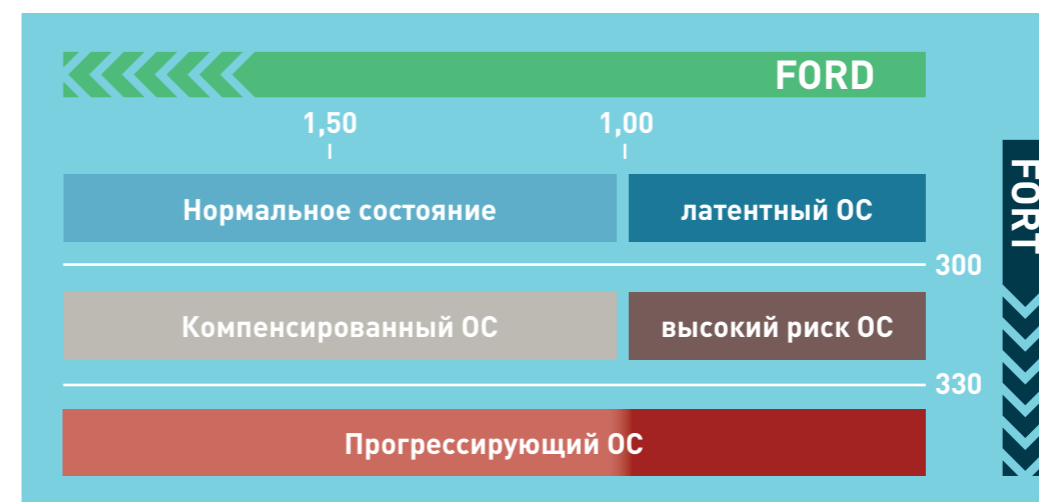 FORD
1,50 1,00
Нормальное состояние латентный ОС
FORT
300
Компенсированный ОС высокий риск ОС
330
Прогрессирующий ОС